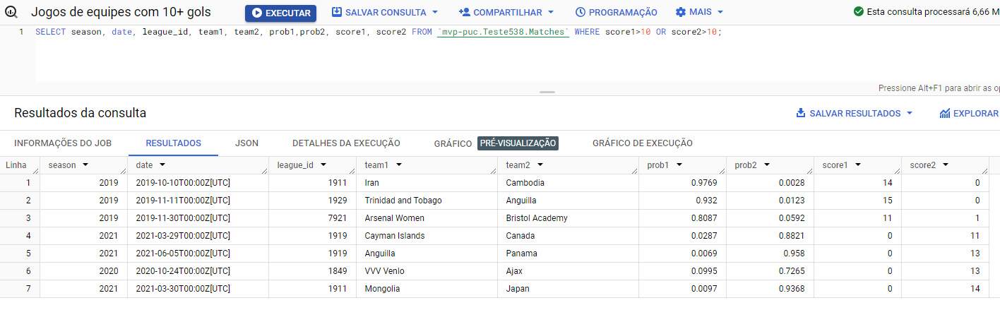 Jogos de equipes com 10+ gols EXECUTAR SALVAR CONSULTA COMPARTILHAR PROGRAMAÇÃO MAIS Esta consulta processará 6,66 M
1 SELECT season, date, league_id, team1, team2, prob1,prob2, score1, score2 FROM `mvp-puc.Teste538.Matches` WHERE score1>10 OR score2>10;
Pressione Alt+F1 para abrir as op
Resultados da consulta SALVAR RESULTADOS EXPLORAR
INFORMAÇÕES DO JOB RESULTADOS JSON DETALHES DA EXECUÇÃO GRÁFICO PRÉ-VISUALIZAÇÃO GRÁFICO DE EXECUÇÃO
Linha season date league_id team1 team2 prob1 prob2 score1 score2
1 2019 2019-10-10T00:00Z[UTC] 1911 Iran Cambodia 0.9769 0.0028 14 0
2 2019 2019-11-11T00:00Z[UTC] 1929 Trinidad and Tobago Anguilla 0.932 0.0123 15 0
3 2019 2019-11-30T00:00Z[UTC] 7921 Arsenal Women Bristol Academy 0.8087 0.0592 11 1
4 2021 2021-03-29T00:00Z[UTC] 1919 Cayman Islands Canada 0.0287 0.8821 0 11
5 2021 2021-06-05T00:00Z[UTC] 1919 Anguilla Panama 0.0069 0.958 0 13
6 2020 2020-10-24T00:00Z[UTC] 1849 VVV Venlo Ajax 0.0995 0.7265 0 13
7 2021 2021-03-30T00:00Z[UTC] 1911 Mongolia Japan 0.0097 0.9368 0 14